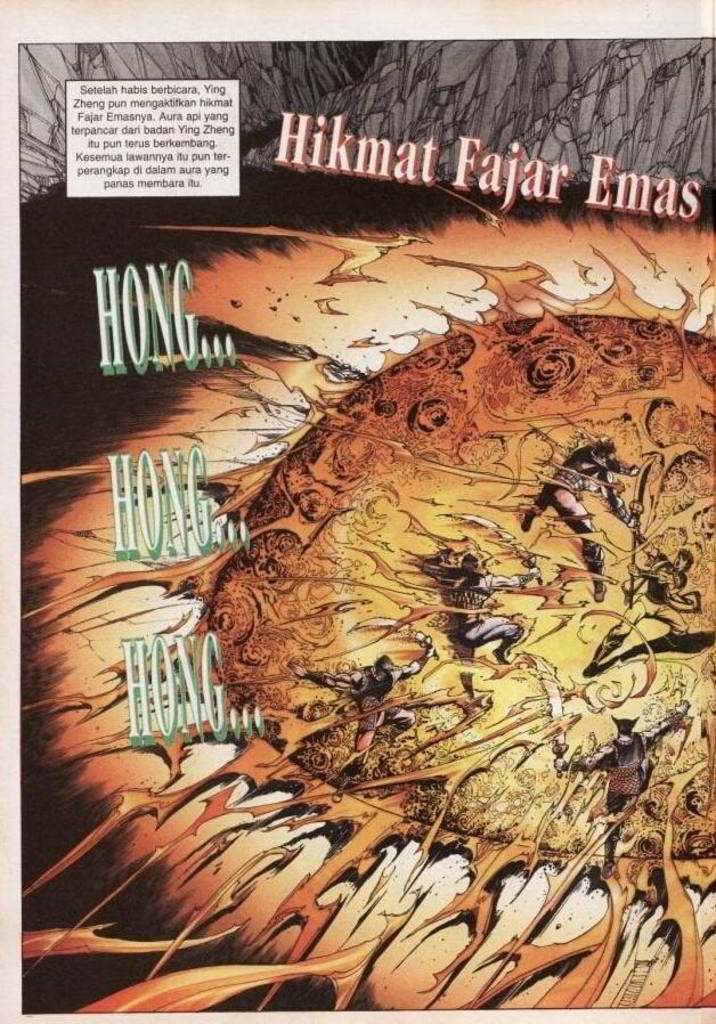 Setelah habis berbicara, Ying
Zheng pun mengaktifkan hikmat
Fajar Emasnya. Aura api yang
terpancar dari badan Ying Zheng
itu pun terus berkembang.
Kesemua lawannya itu pun ter-
perangkap di dalam aura yang
panas membara itu.
Hikmat Fajar Emas
HONG...
HONG...
HONG...